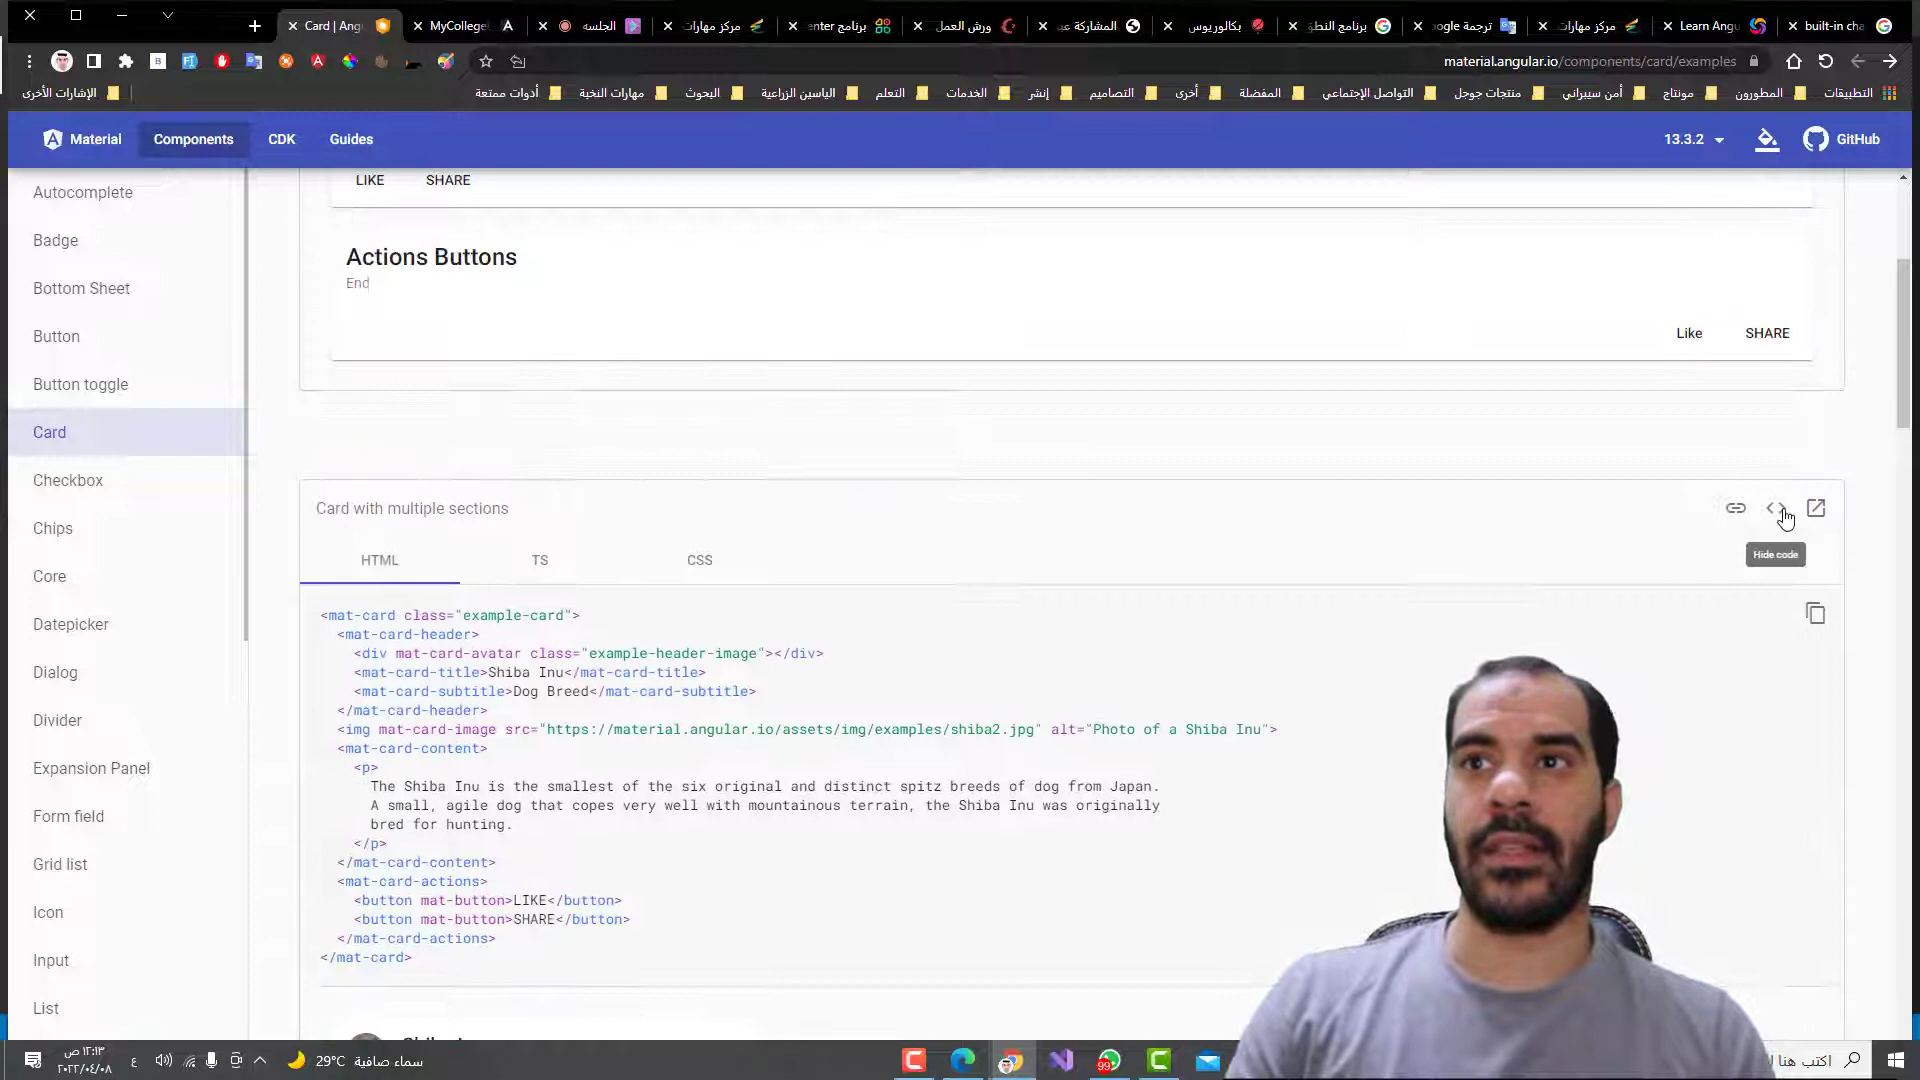 Card | Ang
MyCollege
الجلسه
مركز مهارات
برنامج enter
ورش العمل
المشاركة عبر
بكالوريوس
برنامج النطق
ترجمة oogle
مركز مهارات
Learn Angu
built-in cha
material.angular.io/components/card/examples
الإشارات الأخرى
أدوات ممتعة
مهارات النخبة
البحوث
الياسين الزراعية
التعلم
الخدمات
إنشر
التصاميم
أخرى
المفضلة
التواصل الإجتماعي
منتجات جوجل
أمن سيبراني
مونتاج
المطورون
التطبيقات
Material
Components
CDK
Guides
13.3.2
GitHub
Autocomplete
Badge
Bottom Sheet
Button
Button toggle
Card
Checkbox
Chips
Core
Datepicker
Dialog
Divider
Expansion Panel
Form field
Grid list
Icon
Input
List
LIKE
SHARE
Actions Buttons
End
Like
SHARE
Card with multiple sections
Hide code
HTML
TS
CSS
<mat-card class="example-card">
<mat-card-header>
<div mat-card-avatar class="example-header-image"></div>
<mat-card-title>Shiba Inu</mat-card-title>
<mat-card-subtitle>Dog Breed</mat-card-subtitle>
</mat-card-header>
<img mat-card-image src="https://material.angular.io/assets/img/examples/shiba2.jpg" alt="Photo of a Shiba Inu">
<mat-card-content>
<p>
The Shiba Inu is the smallest of the six original and distinct spitz breeds of dog from Japan.
A small, agile dog that copes very well with mountainous terrain, the Shiba Inu was originally
bred for hunting.
</p>
</mat-card-content>
<mat-card-actions>
<button mat-button>LIKE</button>
<button mat-button>SHARE</button>
</mat-card-actions>
</mat-card>
١٢:١٣ ص
٢٠٢٢/٠٤/٠٨
ع
29°C
سماء صافية
99
اكتب هنا